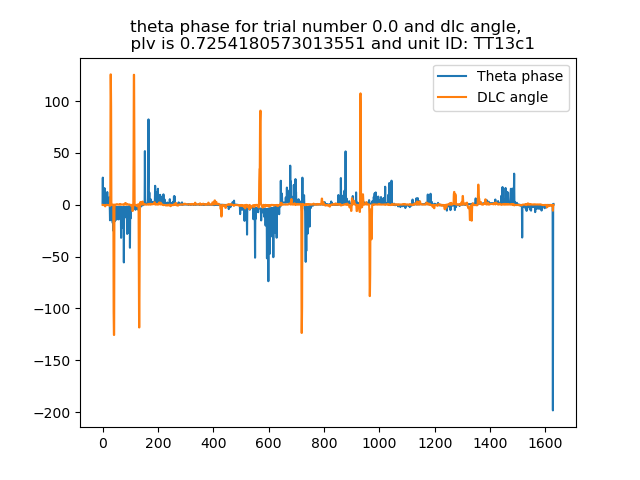 theta phase for trial number 0.0 and dlc angle,
plv is 0.7254180573013551 and unit ID: TT13c1
Theta phase
DLC angle
100
50
0
−50
−100
−150
−200
0 200 400 600 800 1000 1200 1400 1600